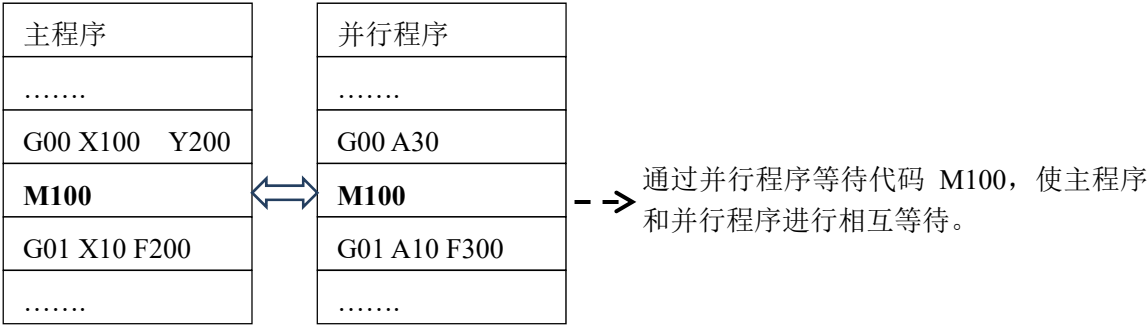 主程序
…….
G00 X100 Y200
M100
G01 X10 F200
…….
并行程序
…….
G00 A30
M100
G01 A10 F300
…….
通过并行程序等待代码 M100，使主程序
和并行程序进行相互等待。